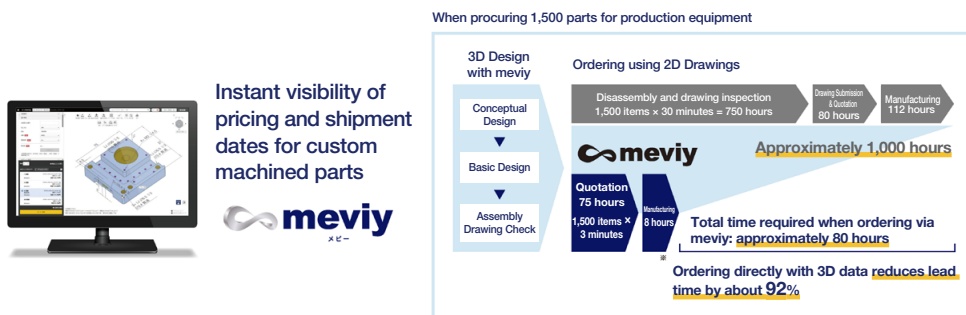 Instant visibility of
pricing and shipment
dates for custom
machined parts
meviy
メビー
When procuring 1,500 parts for production equipment
3D Design
with meviy
Conceptual
Design
Basic Design
Assembly
Drawing Check
Ordering using 2D Drawings
Disassembly and drawing inspection
1,500 items × 30 minutes = 750 hours
Drawing Submission
& Quotation
80 hours
Manufacturing
112 hours
meviy
Approximately 1,000 hours
Quotation
75 hours
1,500 items ×
3 minutes
Manufacturing
8 hours
※
Total time required when ordering via
meviy: approximately 80 hours
Ordering directly with 3D data reduces lead
time by about 92%